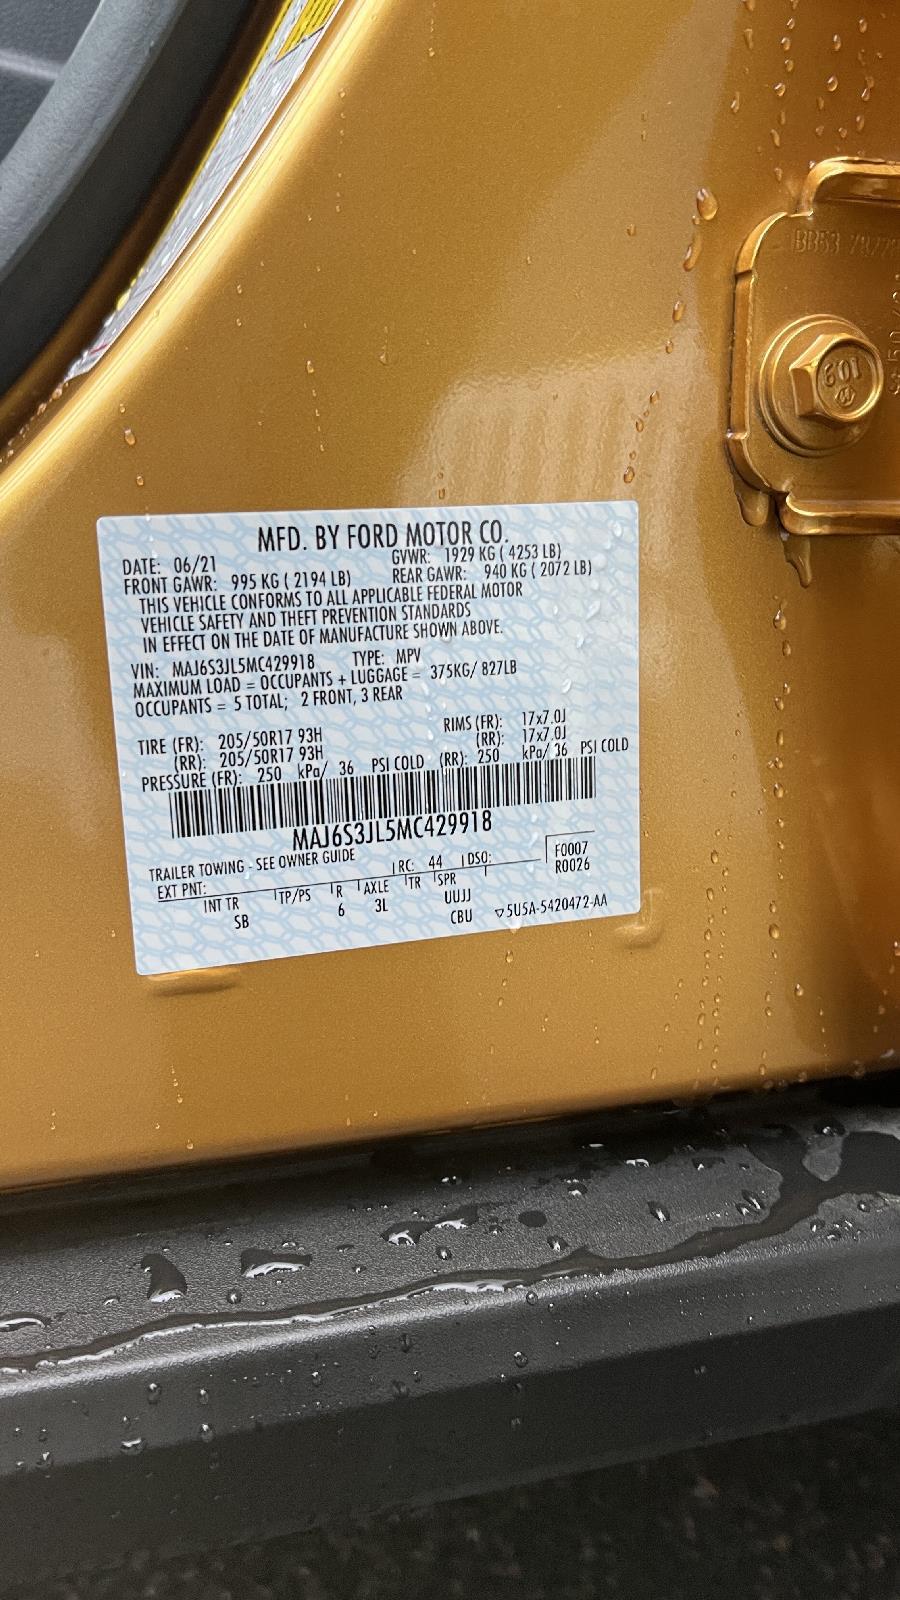 MFD. BY FORD MOTOR CO.
DATE: 06/21 GVWR: 1929 KG ( 4253 LB)
FRONT GAWR: 995 KG ( 2194 LB) REAR GAWR: 940 KG ( 2072 LB)
THIS VEHICLE CONFORMS TO ALL APPLICABLE FEDERAL MOTOR
VEHICLE SAFETY AND THEFT PREVENTION STANDARDS
IN EFFECT ON THE DATE OF MANUFACTURE SHOWN ABOVE.
VIN: MAJ6S3JL5MC429918 TYPE: MPV
MAXIMUM LOAD = OCCUPANTS + LUGGAGE = 375KG/ 827LB
OCCUPANTS = 5 TOTAL; 2 FRONT, 3 REAR
TIRE (FR): 205/50R17 93H RIMS (FR): 17x7.0J
(RR): 205/50R17 93H (RR): 17x7.0J
PRESSURE (FR): 250 kPa/ 36 PSI COLD (RR): 250 kPa/ 36 PSI COLD
MAJ6S3JL5MC429918
TRAILER TOWING - SEE OWNER GUIDE
EXT PNT: RC: 44 DSO: F0007
R0026
INT TR TP/PS R AXLE TR SPR
SB 6 3L UUJJ
CBU 5U5A-5420472-AA
BB53
601